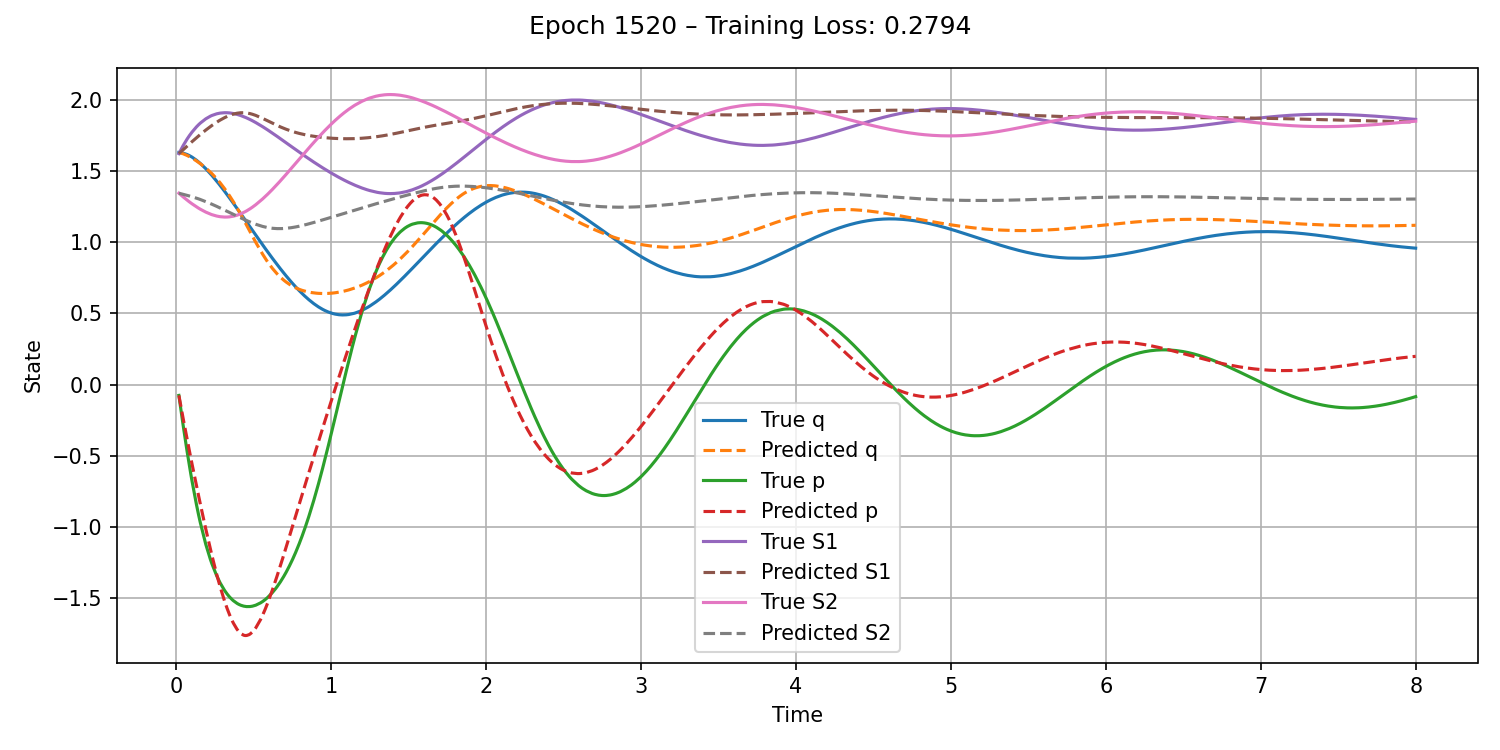 Epoch 1520 – Training Loss: 0.2794
2.0
1.5
1.0
0.5
0.0
−0.5
−1.0
−1.5
State
True q
Predicted q
True p
Predicted p
True S1
Predicted S1
True S2
Predicted S2
0 1 2 3 4 5 6 7 8
Time